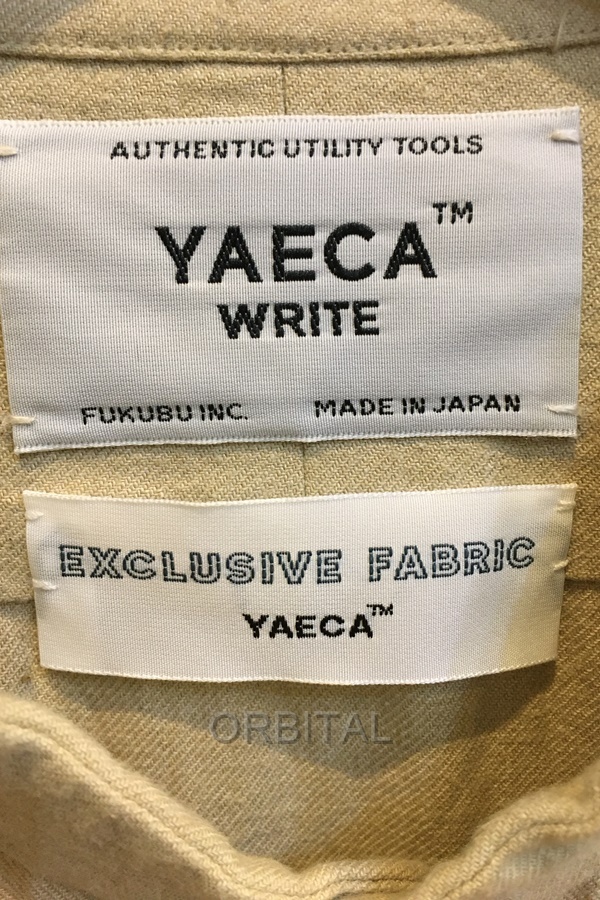 AUTHENTIC UTILITY TOOLS
YAECA™
WRITE
FUKUBU INC. MADE IN JAPAN
EXCLUSIVE FABRIC
YAECA™
ORBITAL